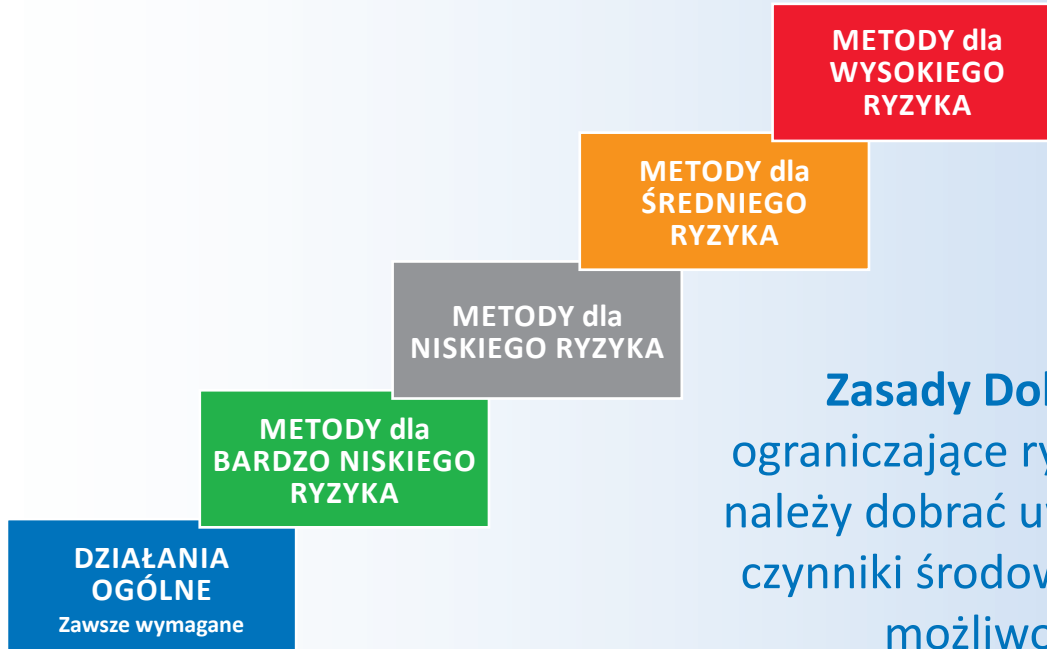 METODY dla
WYSOKIEGO
RYZYKA
METODY dla
ŚREDNIEGO
RYZYKA
METODY dla
NISKIEGO RYZYKA
METODY dla
BARDZO NISKIEGO
RYZYKA
DZIAŁANIA
OGÓLNE
Zawsze wymagane
Zasady
ograniczające
należy dobrać
czynniki